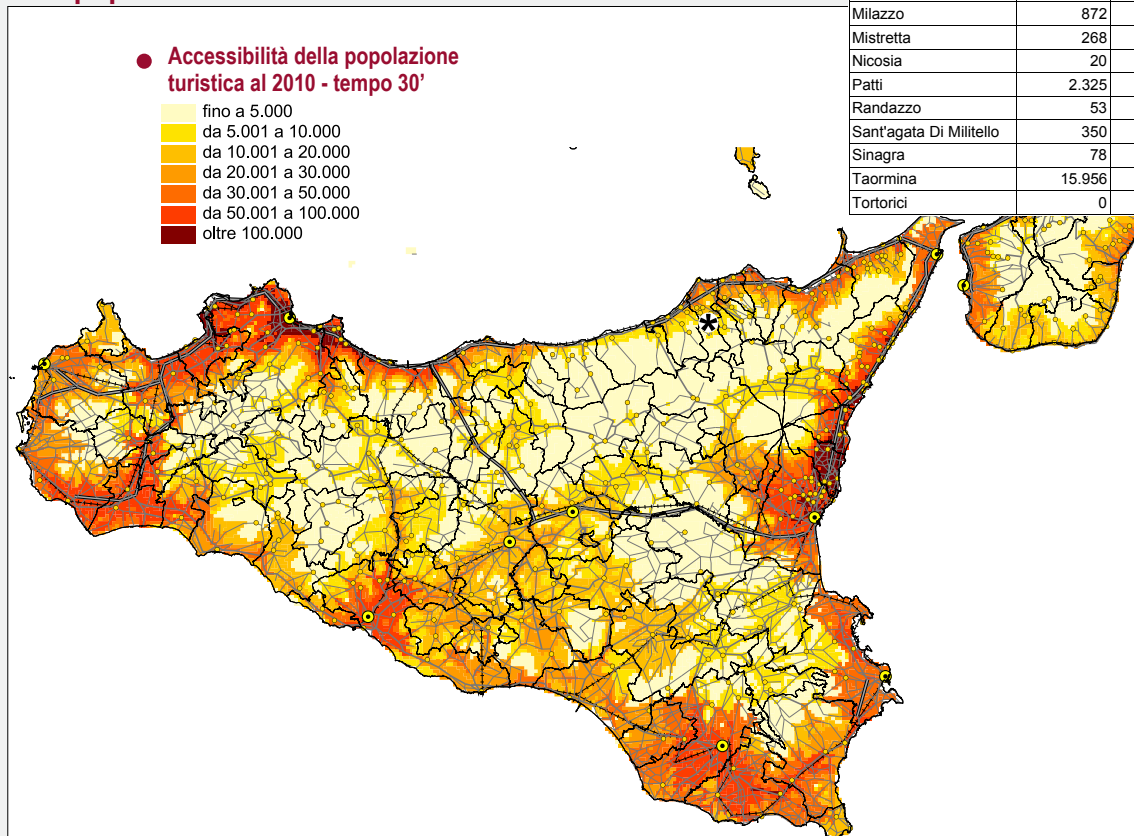 Accessibilità della popolazione
turistica al 2010 - tempo 30’
fino a 5.000
da 5.001 a 10.000
da 10.001 a 20.000
da 20.001 a 30.000
da 30.001 a 50.000
da 50.001 a 100.000
oltre 100.000
Milazzo 872
Mistretta 268
Nicosia 20
Patti 2.325
Randazzo 53
Sant'agata Di Militello 350
Sinagra 78
Taormina 15.956
Tortorici 0
*